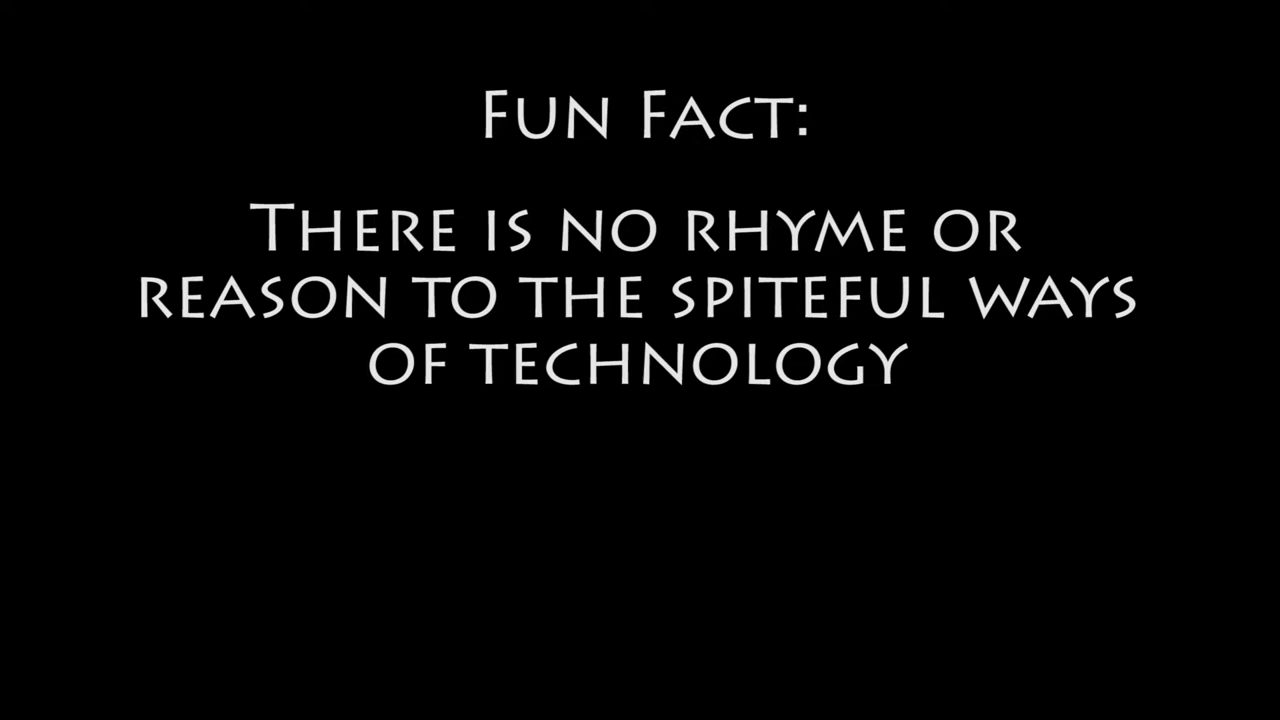 Fun Fact:
There is no rhyme or
reason to the spiteful ways
of technology